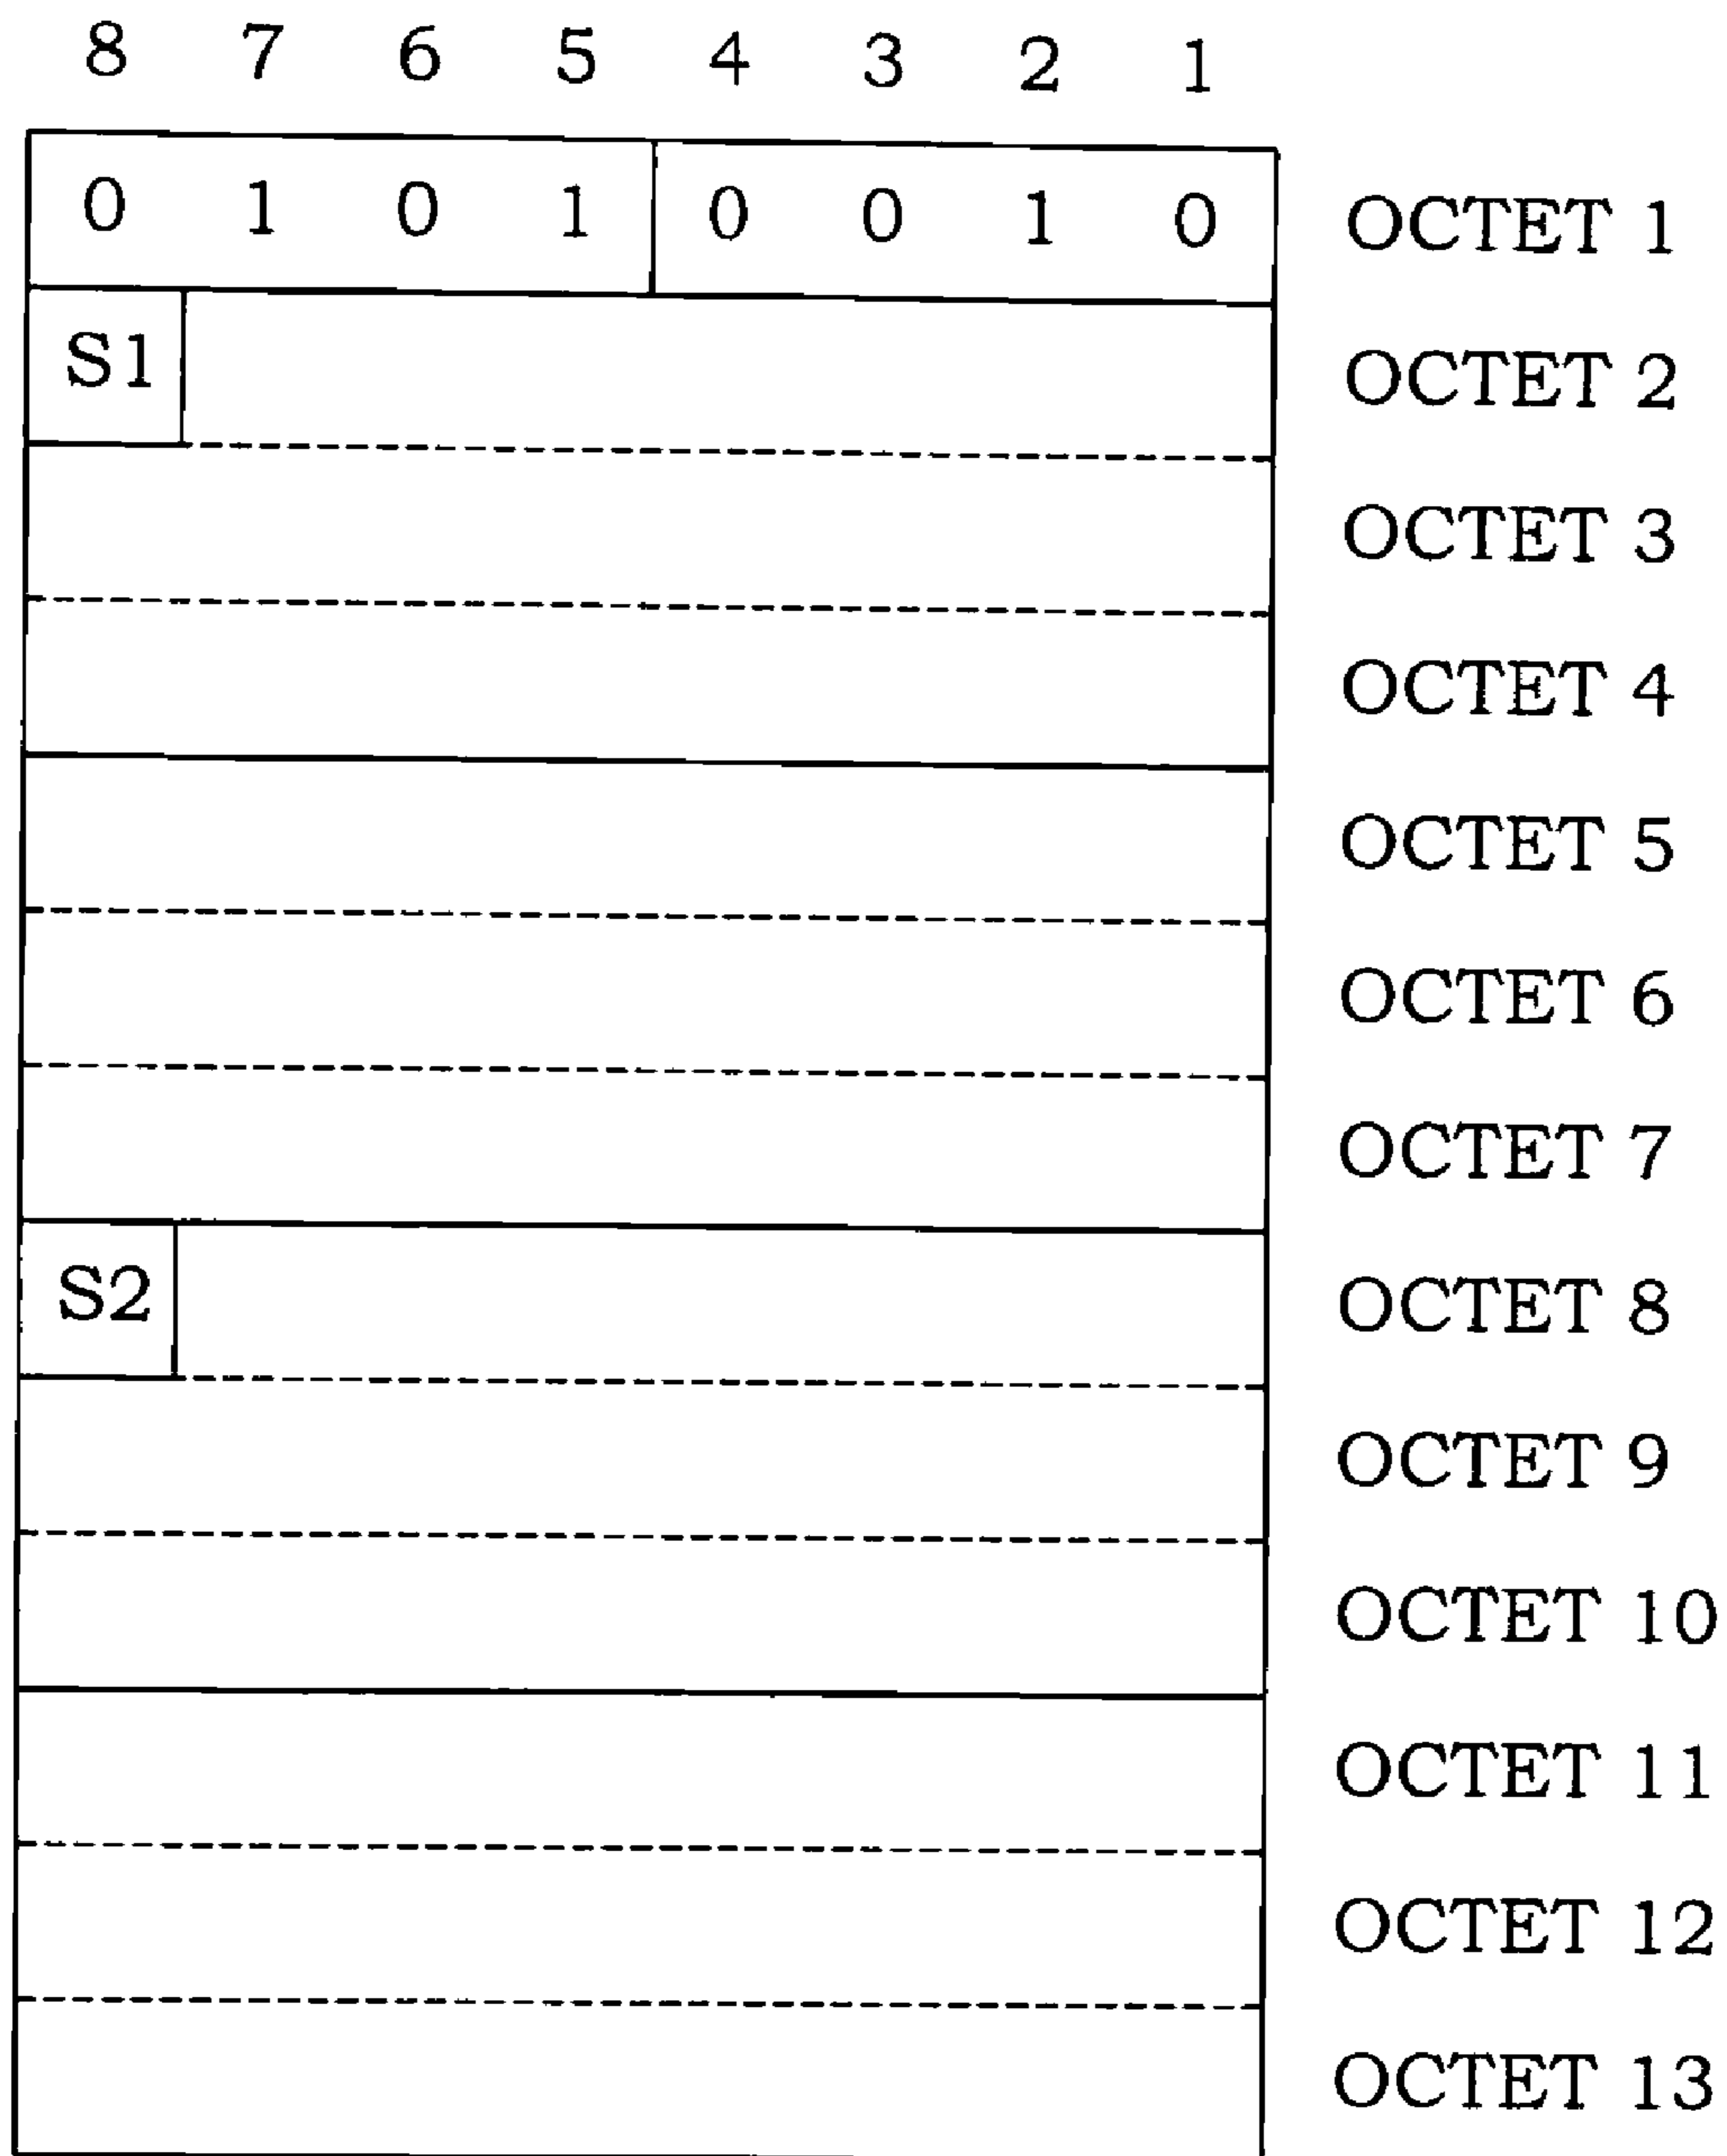 8 7 6 5 4 3 2 1
0 1 0 1 0 0 1 0 OCTET 1
S1 OCTET 2
OCTET 3
OCTET 4
OCTET 5
OCTET 6
OCTET 7
S2 OCTET 8
OCTET 9
OCTET 10
OCTET 11
OCTET 12
OCTET 13